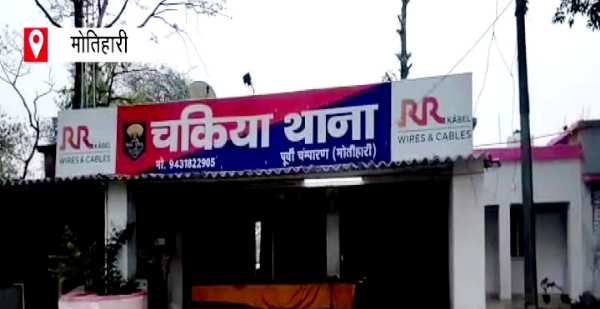 मोतिहारी
RR KABEL
WIRES & CABLES
चकिया थाना
मो. 9431822905
पूर्वी चम्पारण (मोतीहारी)
RR KABEL
WIRES & CABLES